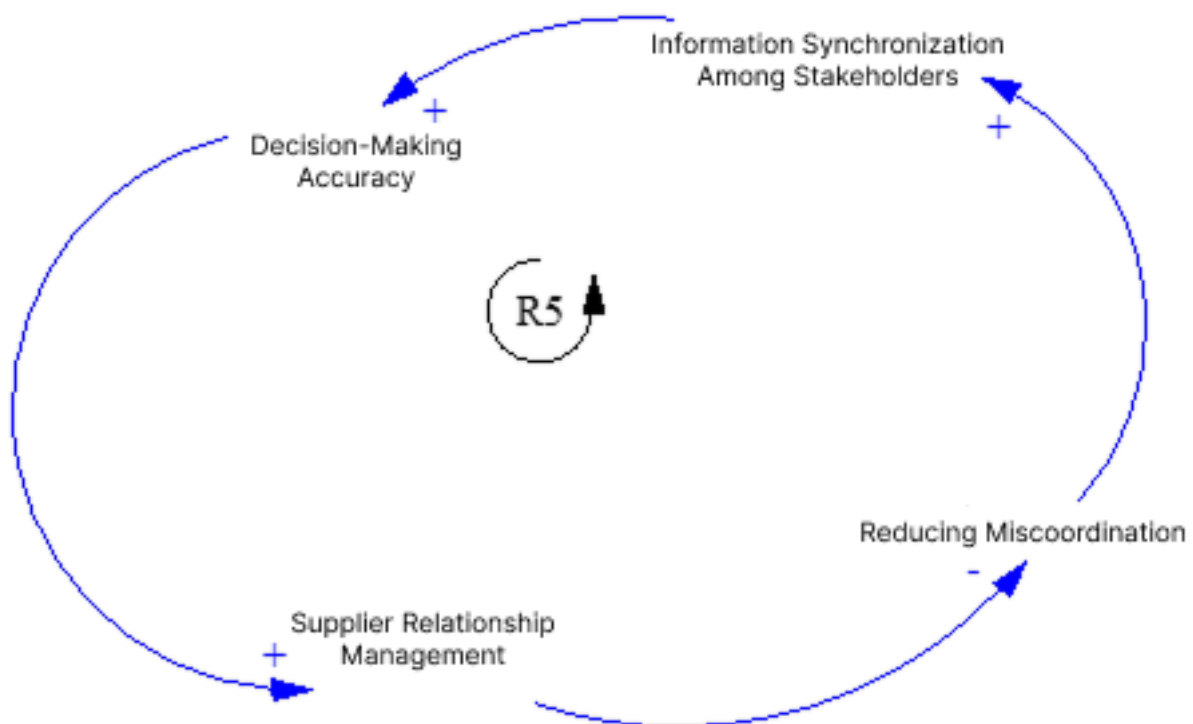 Information Synchronization
Among Stakeholders
+
+
Decision-Making
Accuracy
R5
Reducing Miscoordination
-
Supplier Relationship
Management
+